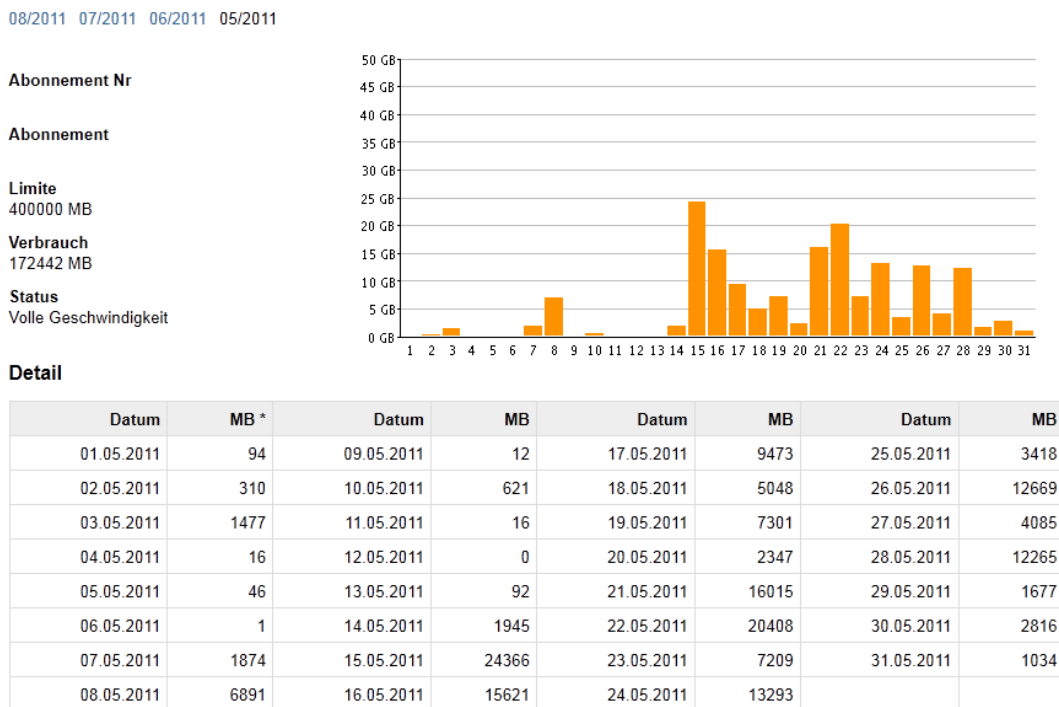 08/2011 07/2011 06/2011 05/2011
Abonnement Nr
Abonnement
Limite
400000 MB
Verbrauch
172442 MB
Status
Volle Geschwindigkeit
50 GB
45 GB
40 GB
35 GB
30 GB
25 GB
20 GB
15 GB
10 GB
5 GB
0 GB
1 2 3 4 5 6 7 8 9 10 11 12 13 14 15 16 17 18 19 20 21 22 23 24 25 26 27 28 29 30 31
Detail
Datum MB * Datum MB Datum MB Datum MB
01.05.2011 94 09.05.2011 12 17.05.2011 9473 25.05.2011 3418
02.05.2011 310 10.05.2011 621 18.05.2011 5048 26.05.2011 12669
03.05.2011 1477 11.05.2011 16 19.05.2011 7301 27.05.2011 4085
04.05.2011 16 12.05.2011 0 20.05.2011 2347 28.05.2011 12265
05.05.2011 46 13.05.2011 92 21.05.2011 16015 29.05.2011 1677
06.05.2011 1 14.05.2011 1945 22.05.2011 20408 30.05.2011 2816
07.05.2011 1874 15.05.2011 24366 23.05.2011 7209 31.05.2011 1034
08.05.2011 6891 16.05.2011 15621 24.05.2011 13293